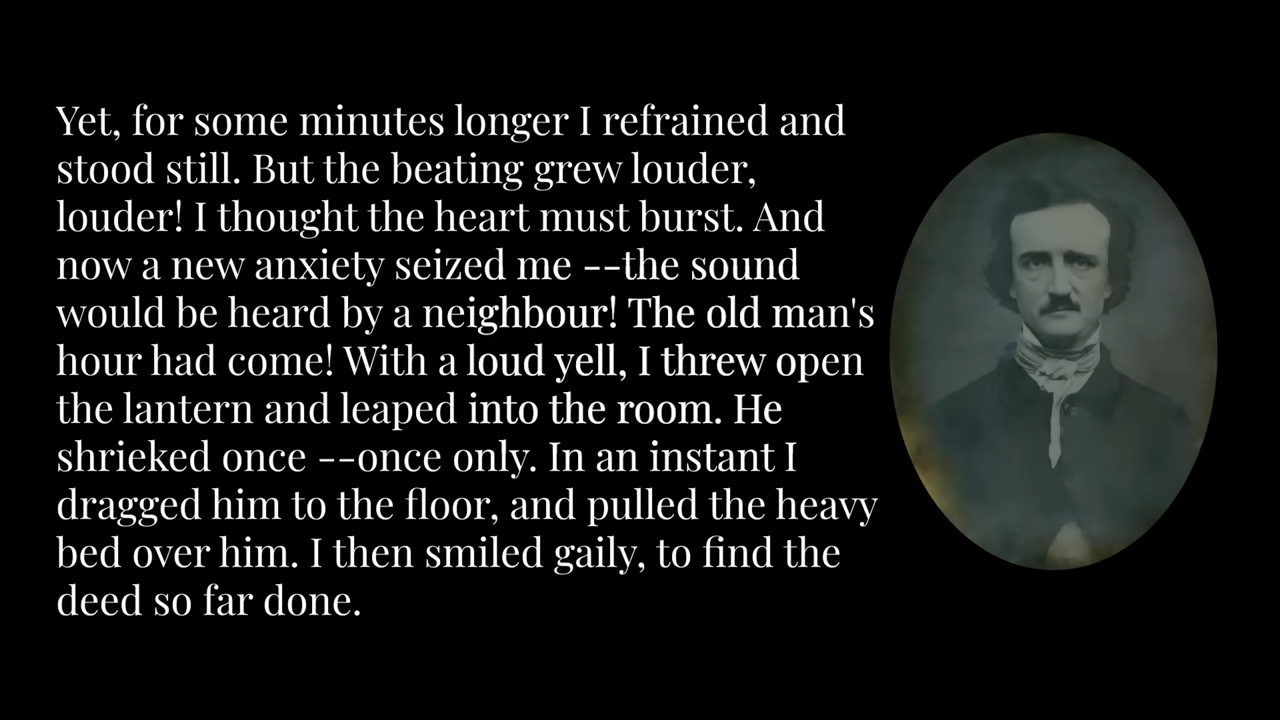 Yet, for some minutes longer I refrained and
stood still. But the beating grew louder,
louder! I thought the heart must burst. And
now a new anxiety seized me --the sound
would be heard by a neighbour! The old man's
hour had come! With a loud yell, I threw open
the lantern and leaped into the room. He
shrieked once --once only. In an instant I
dragged him to the floor, and pulled the heavy
bed over him. I then smiled gaily, to find the
deed so far done.